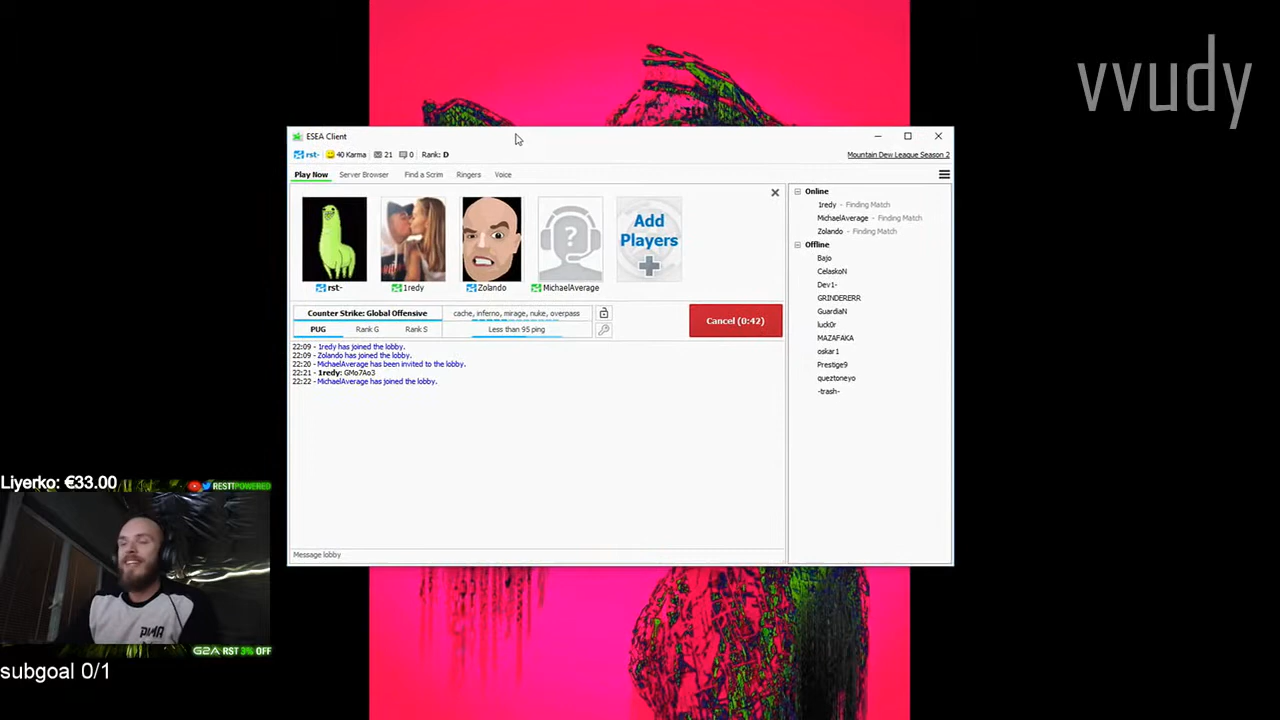 vvudy
ESEA Client
rst- 40 Karma 21 0 Rank: D
Mountain Dew League Season 2
Play Now Server Browser Find a Scrim Ringers Voice
Add
Players
rst- 1redy Zolando MichaelAverage
Counter Strike: Global Offensive
cache, inferno, mirage, nuke, overpass
PUG Rank G Rank S
Less than 95 ping
Cancel (0:42)
22:09 - 1redy has joined the lobby.
22:09 - Zolando has joined the lobby.
22:20 - MichaelAverage has been invited to the lobby.
22:21 - 1redy: GMo7Ao3
22:22 - MichaelAverage has joined the lobby.
Message lobby
Online
1redy - Finding Match
MichaelAverage - Finding Match
Zolando - Finding Match
Offline
Bajo
CelaskoN
Dev1-
GRINDERERR
GuardiaN
luck0r
MAZAFAKA
oskar1
Prestige9
queztoneyo
-trash-
Liyerko: €33.00
RESTTPOWERED
G2A RST 3% OFF
subgoal 0/1